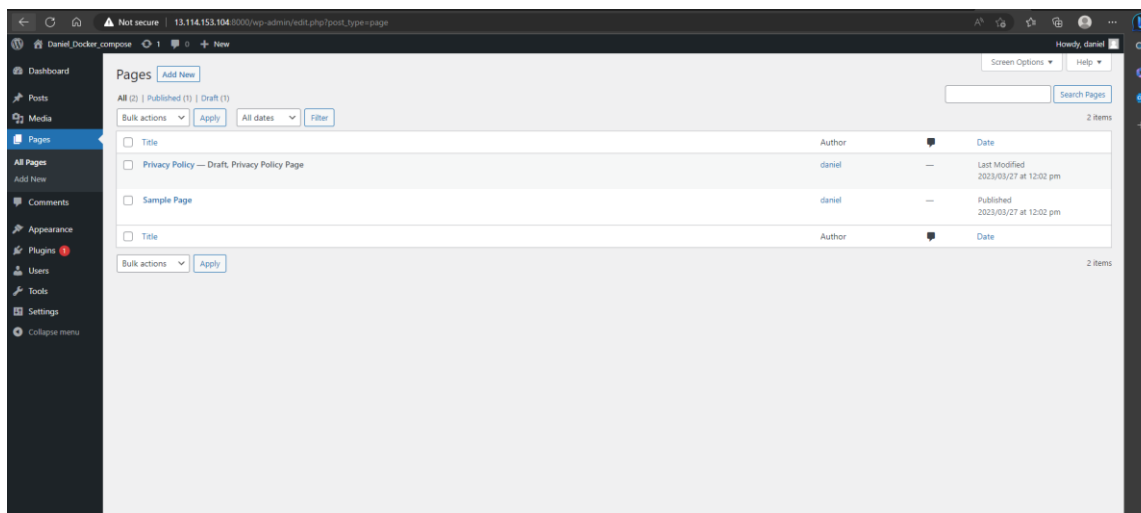 Not secure | 13.114.153.104:8000/wp-admin/edit.php?post_type=page
Daniel_Docker_compose 1 0 + New Howdy, daniel
Screen Options Help
Dashboard
Posts
Media
Pages
All Pages
Add New
Comments
Appearance
Plugins 1
Users
Tools
Settings
Collapse menu
Pages Add New
All (2) | Published (1) | Draft (1)
Search Pages
Bulk actions Apply All dates Filter 2 items
Title Author Date
Privacy Policy — Draft, Privacy Policy Page daniel — Last Modified
2023/03/27 at 12:02 pm
Sample Page daniel — Published
2023/03/27 at 12:02 pm
Title Author Date
Bulk actions Apply 2 items